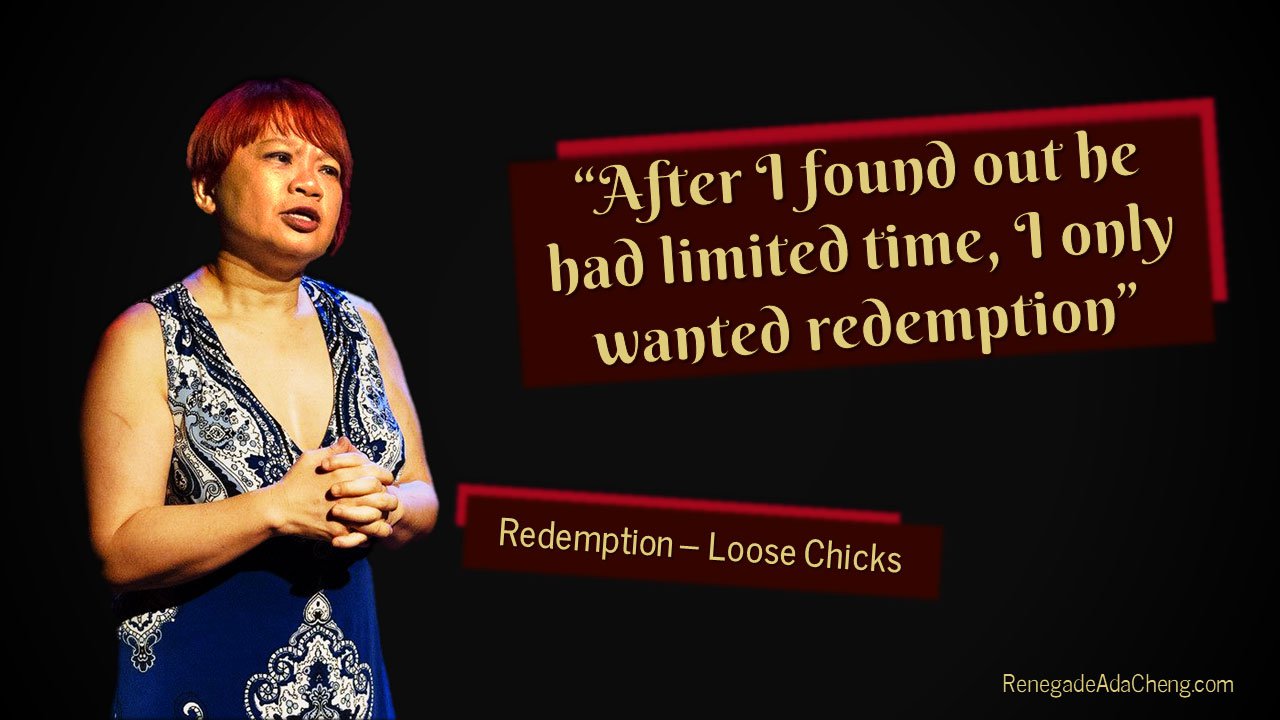 “After I found out he
had limited time, I only
wanted redemption”
Redemption – Loose Chicks
RenegadeAdaCheng.com